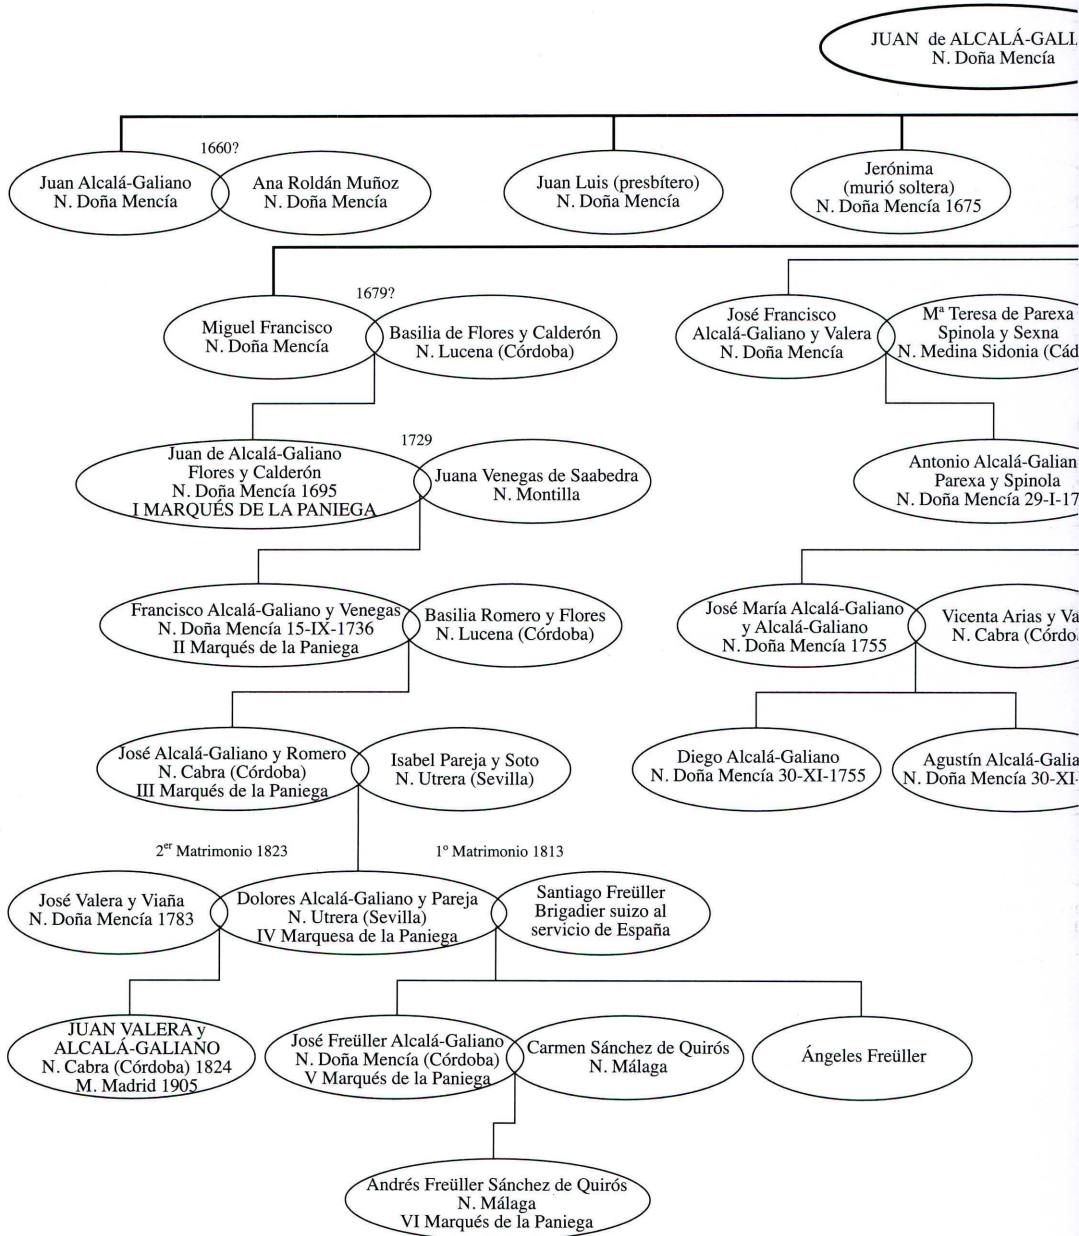 JUAN de ALCALÁ-GALI
N. Doña Mencía
1660?
Juan Alcalá-Galiano
N. Doña Mencía
Ana Roldán Muñoz
N. Doña Mencía
Juan Luis (presbítero)
N. Doña Mencía
Jerónima
(murió soltera)
N. Doña Mencía 1675
1679?
Miguel Francisco
N. Doña Mencía
Basilia de Flores y Calderón
N. Lucena (Córdoba)
José Francisco
Alcalá-Galiano y Valera
N. Doña Mencía
Mª Teresa de Parexa
Spinola y Sexna
N. Medina Sidonia (Cád
1729
Juan de Alcalá-Galiano
Flores y Calderón
N. Doña Mencía 1695
I MARQUÉS DE LA PANIEGA
Juana Venegas de Saabedra
N. Montilla
Antonio Alcalá-Galian
Parexa y Spinola
N. Doña Mencía 29-I-17
Francisco Alcalá-Galiano y Venegas
N. Doña Mencía 15-IX-1736
II Marqués de la Paniega
Basilia Romero y Flores
N. Lucena (Córdoba)
José María Alcalá-Galiano
y Alcalá-Galiano
N. Doña Mencía 1755
Vicenta Arias y Va
N. Cabra (Córdo
José Alcalá-Galiano y Romero
N. Cabra (Córdoba)
III Marqués de la Paniega
Isabel Pareja y Soto
N. Utrera (Sevilla)
Diego Alcalá-Galiano
N. Doña Mencía 30-XI-1755
Agustín Alcalá-Galia
N. Doña Mencía 30-XI-
2er Matrimonio 1823
1º Matrimonio 1813
José Valera y Viaña
N. Doña Mencía 1783
Dolores Alcalá-Galiano y Pareja
N. Utrera (Sevilla)
IV Marquesa de la Paniega
Santiago Freüller
Brigadier suizo al
servicio de España
JUAN VALERA y
ALCALÁ-GALIANO
N. Cabra (Córdoba) 1824
M. Madrid 1905
José Freüller Alcalá-Galiano
N. Doña Mencía (Córdoba)
V Marqués de la Paniega
Carmen Sánchez de Quirós
N. Málaga
Ángeles Freüller
Andrés Freüller Sánchez de Quirós
N. Málaga
VI Marqués de la Paniega